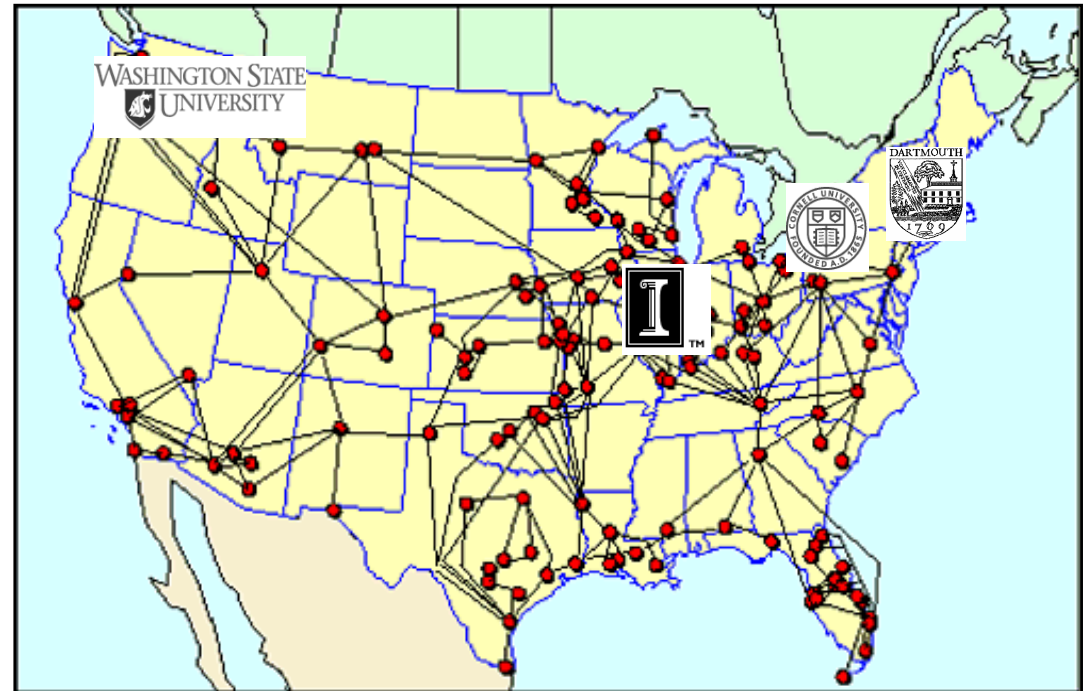 WASHINGTON STATE
UNIVERSITY
DARTMOUTH
1769
CORNELL UNIVERSITY
FOUNDED A.D. 1865
I
TM